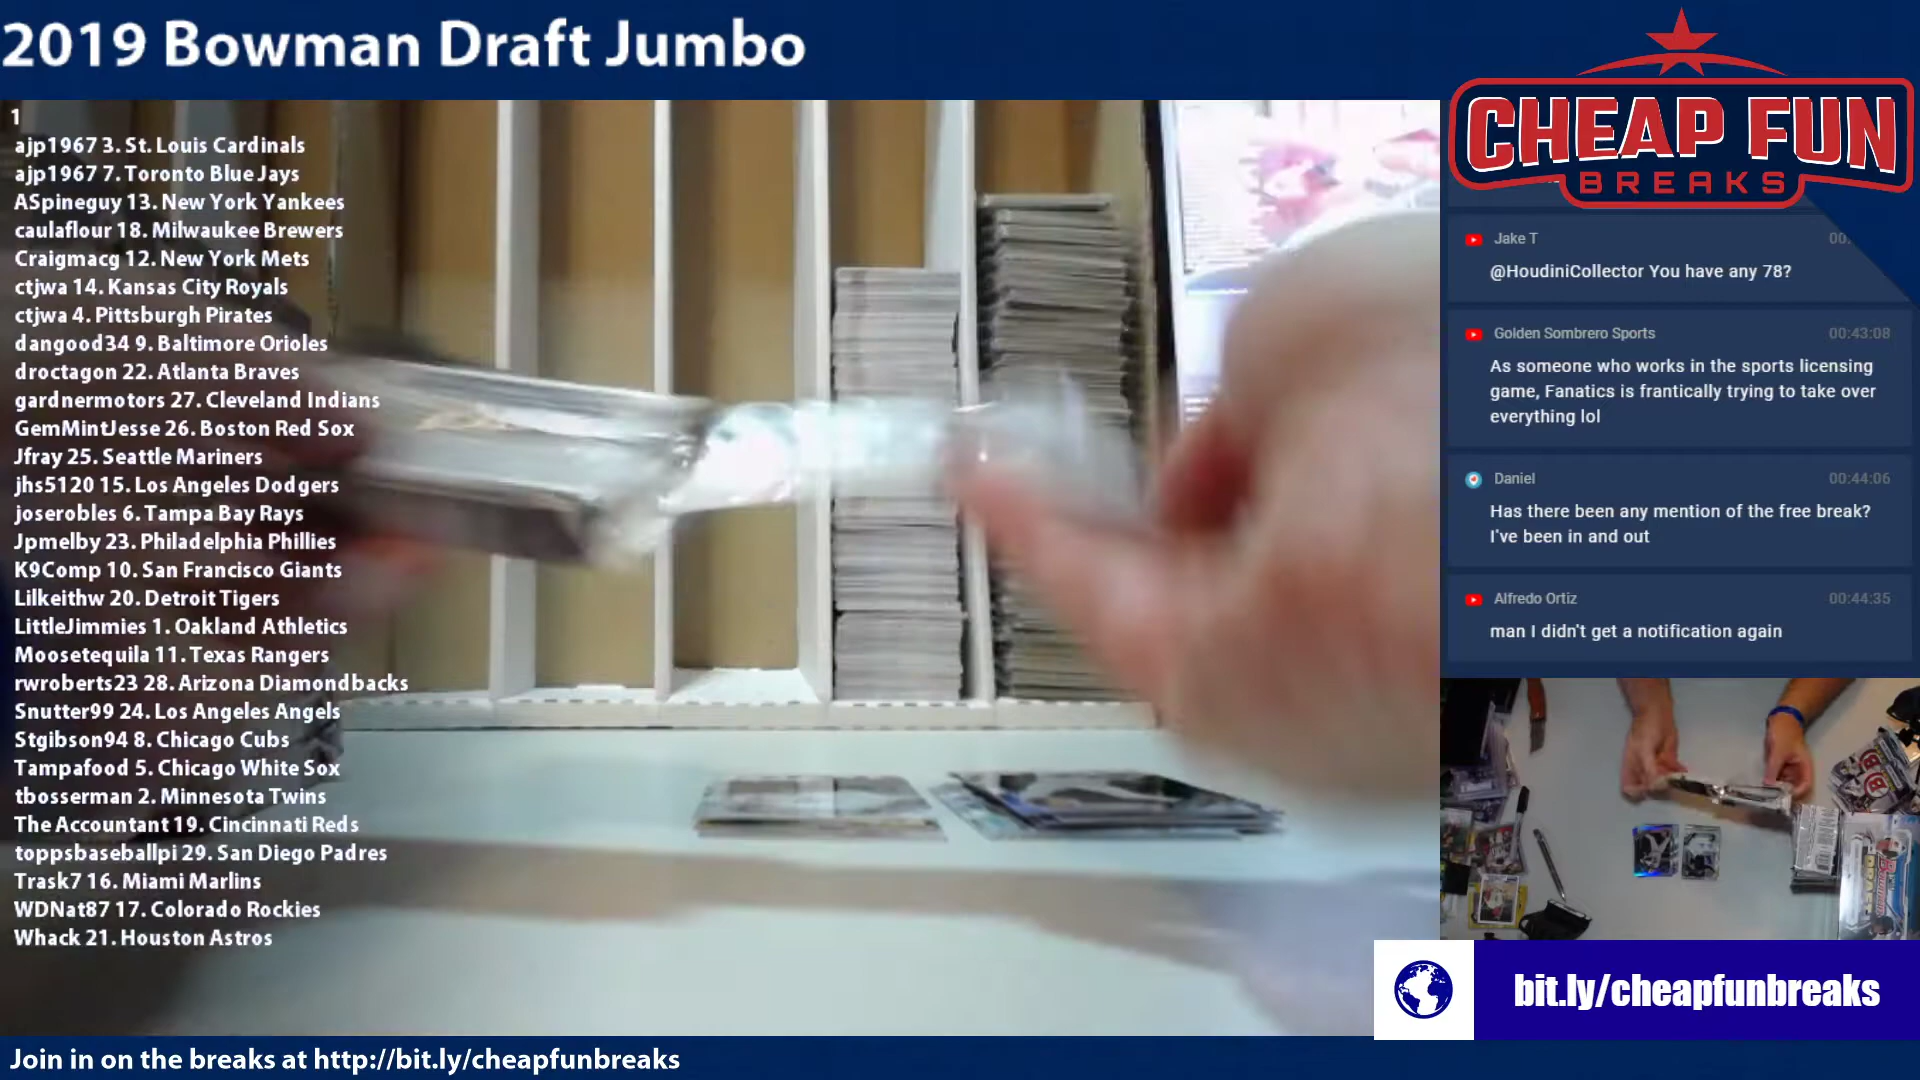 2019 Bowman Draft Jumbo
CHEAP FUN
BREAKS
1
ajp1967 3. St. Louis Cardinals
ajp1967 7. Toronto Blue Jays
ASpineguy 13. New York Yankees
caulaflour 18. Milwaukee Brewers
Craigmacg 12. New York Mets
ctjwa 14. Kansas City Royals
ctjwa 4. Pittsburgh Pirates
dangood34 9. Baltimore Orioles
droctagon 22. Atlanta Braves
gardnermotors 27. Cleveland Indians
GemMintJesse 26. Boston Red Sox
Jfray 25. Seattle Mariners
jhs5120 15. Los Angeles Dodgers
joserobles 6. Tampa Bay Rays
Jpmelby 23. Philadelphia Phillies
K9Comp 10. San Francisco Giants
Lilkeithw 20. Detroit Tigers
LittleJimmies 1. Oakland Athletics
Moosetequila 11. Texas Rangers
rwroberts23 28. Arizona Diamondbacks
Snutter99 24. Los Angeles Angels
Stgibson94 8. Chicago Cubs
Tampafood 5. Chicago White Sox
tbosserman 2. Minnesota Twins
The Accountant 19. Cincinnati Reds
toppsbaseballpi 29. San Diego Padres
Trask7 16. Miami Marlins
WDNat87 17. Colorado Rockies
Whack 21. Houston Astros
Jake T 00:
@HoudiniCollector You have any 78?
Golden Sombrero Sports 00:43:08
As someone who works in the sports licensing
game, Fanatics is frantically trying to take over
everything lol
Daniel 00:44:06
Has there been any mention of the free break?
I've been in and out
Alfredo Ortiz 00:44:35
man I didn't get a notification again
bit.ly/cheapfunbreaks
Join in on the breaks at http://bit.ly/cheapfunbreaks